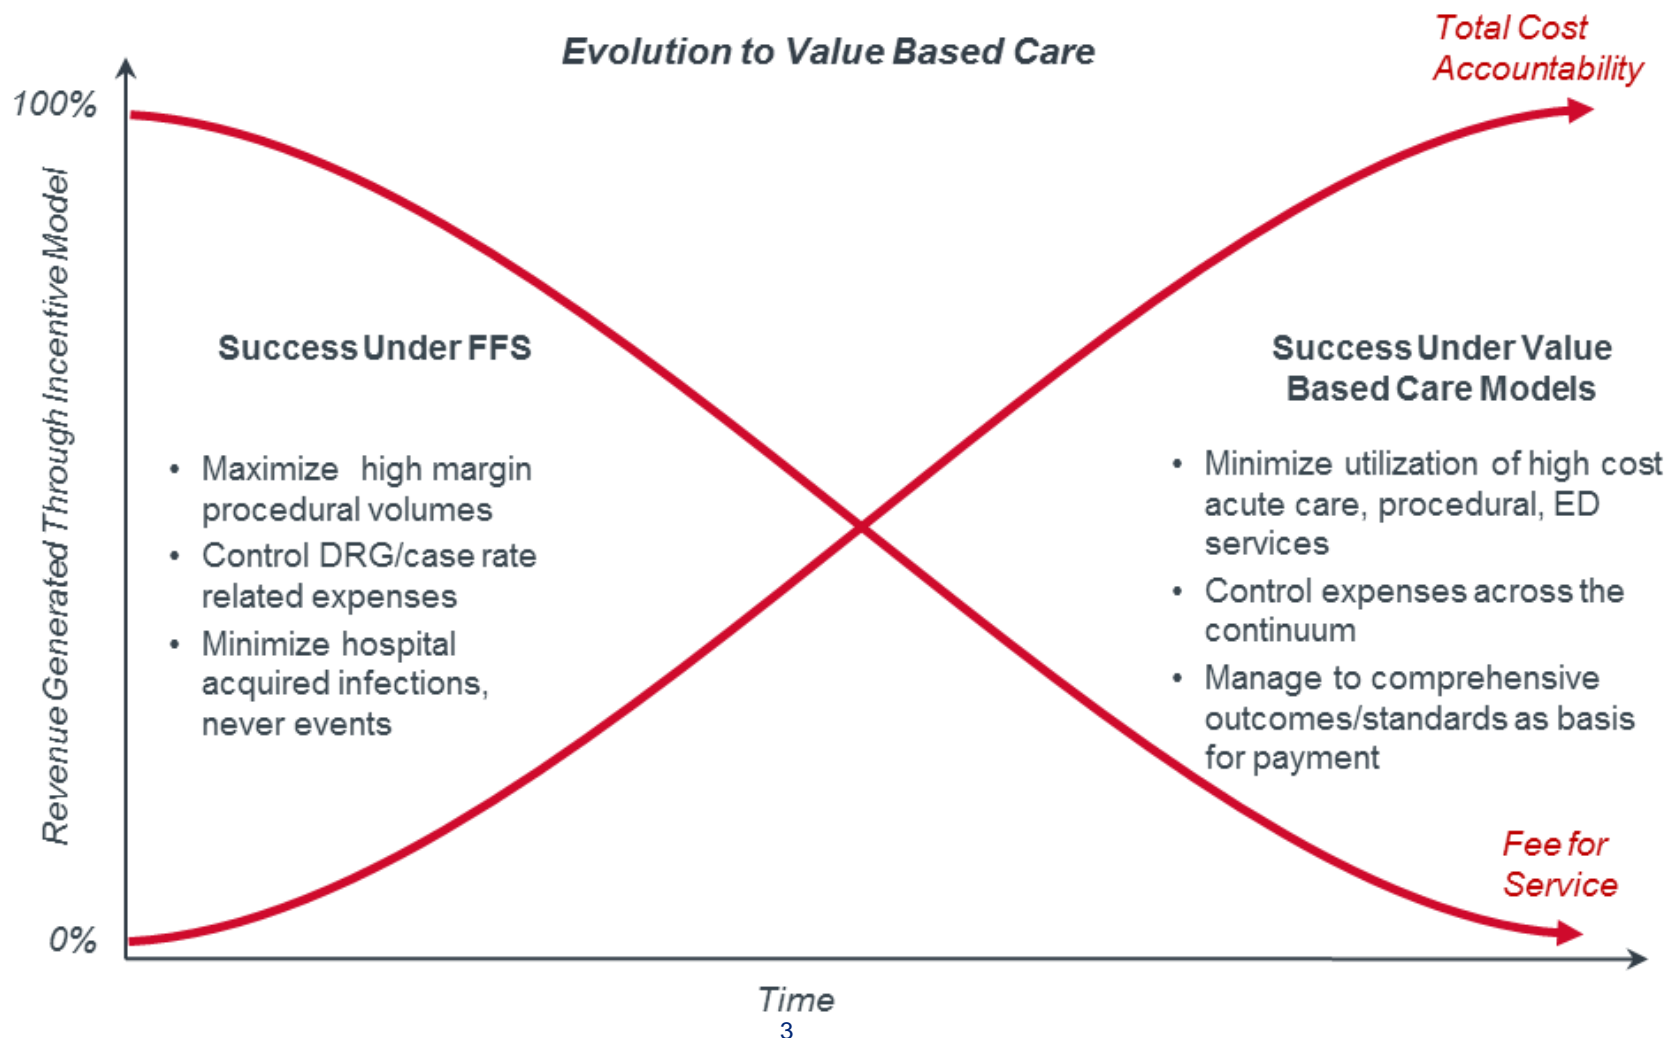 Evolution to Value Based Care
Total Cost
Accountability
100%
Revenue Generated Through Incentive Model
Success Under FFS
• Maximize high margin
procedural volumes
• Control DRG/case rate
related expenses
• Minimize hospital
acquired infections,
never events
Success Under Value
Based Care Models
• Minimize utilization of high cost
acute care, procedural, ED
services
• Control expenses across the
continuum
• Manage to comprehensive
outcomes/standards as basis
for payment
Fee for
Service
0%
Time
3